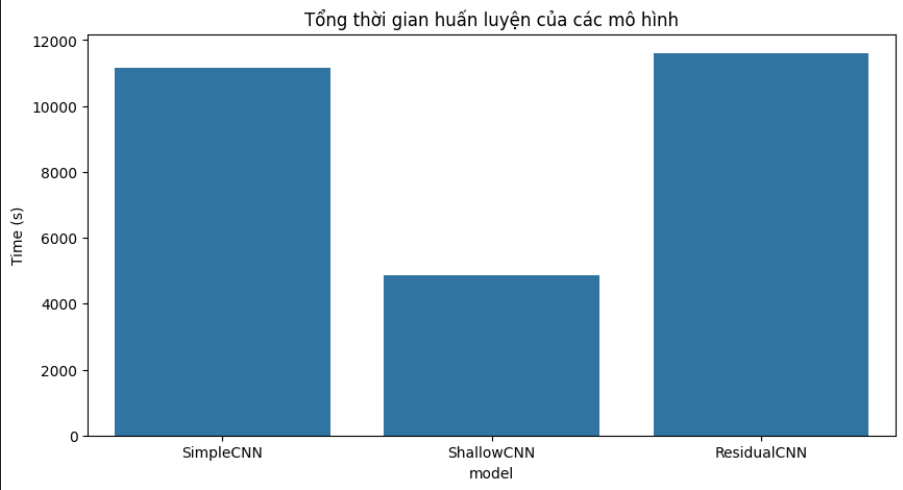 Tổng thời gian huấn luyện của các mô hình
12000
10000
8000
6000
4000
2000
0
Time (s)
SimpleCNN ShallowCNN ResidualCNN
model